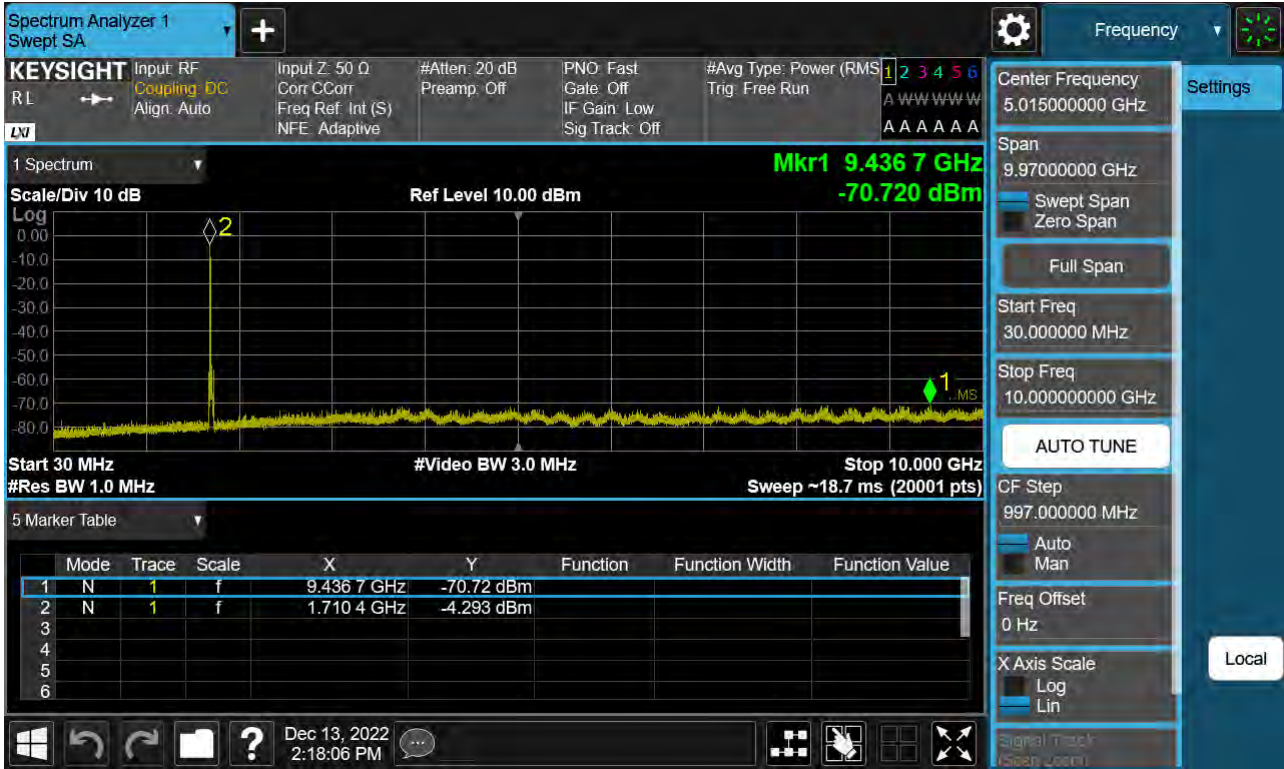 Spectrum Analyzer 1
Swept SA
Frequency
KEYSIGHT
RL
LXI
Input: RF
Coupling: DC
Align: Auto
Input Z: 50 Ω
Corr CCorr
Freq Ref: Int (S)
NFE: Adaptive
#Atten: 20 dB
Preamp: Off
PNO: Fast
Gate: Off
IF Gain: Low
Sig Track: Off
#Avg Type: Power (RMS
Trig: Free Run
1 2 3 4 5 6
A W W W W W
A A A A A A
1 Spectrum
Mkr1 9.436 7 GHz
-70.720 dBm
Scale/Div 10 dB
Ref Level 10.00 dBm
Log
0.00
-10.0
-20.0
-30.0
-40.0
-50.0
-60.0
-70.0
-80.0
2
1
Start 30 MHz
#Video BW 3.0 MHz
Stop 10.000 GHz
#Res BW 1.0 MHz
Sweep ~18.7 ms (20001 pts)
5 Marker Table
Mode Trace Scale X Y Function Function Width Function Value
1 N 1 f 9.436 7 GHz -70.72 dBm
2 N 1 f 1.710 4 GHz -4.293 dBm
3
4
5
6
Center Frequency
5.015000000 GHz
Span
9.97000000 GHz
Swept Span
Zero Span
Full Span
Start Freq
30.000000 MHz
Stop Freq
10.000000000 GHz
AUTO TUNE
CF Step
997.000000 MHz
Auto
Man
Freq Offset
0 Hz
X Axis Scale
Log
Lin
Signal Track
(Span Zoom)
Settings
Local
?
Dec 13, 2022
2:18:06 PM